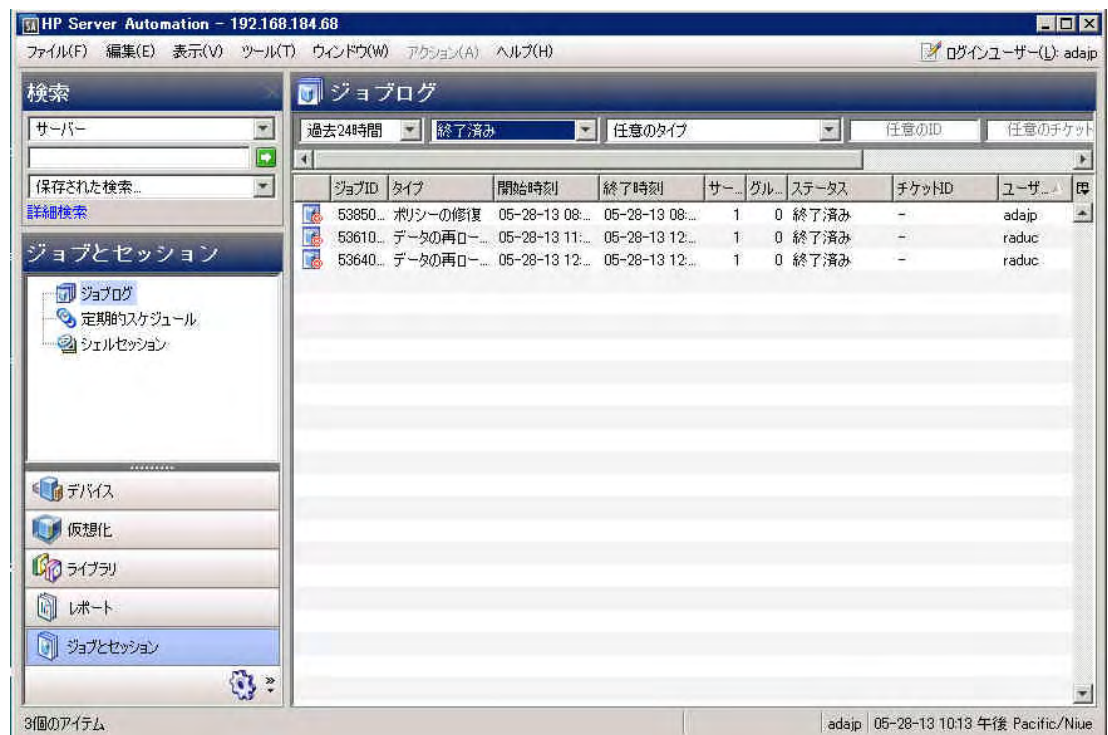 HP Server Automation - 192.168.184.68
ファイル(F) 編集(E) 表示(V) ツール(T) ウィンドウ(W) アクション(A) ヘルプ(H) ログインユーザー(L): adajp
検索
サーバー
保存された検索...
詳細検索
ジョブとセッション
ジョブログ
定期的スケジュール
シェルセッション
デバイス
仮想化
ライブラリ
レポート
ジョブとセッション
ジョブログ
過去24時間 終了済み 任意のタイプ 任意のID 任意のチケット
ジョブID タイプ 開始時刻 終了時刻 サー... グル... ステータス チケットID ユーザ...
53850... ポリシーの修復 05-28-13 08:... 05-28-13 08:... 1 0 終了済み - adajp
53610... データの再ロー... 05-28-13 11:... 05-28-13 12:... 1 0 終了済み - raduc
53640... データの再ロー... 05-28-13 12:... 05-28-13 12:... 1 0 終了済み - raduc
3個のアイテム adajp 05-28-13 10:13 午後 Pacific/Niue